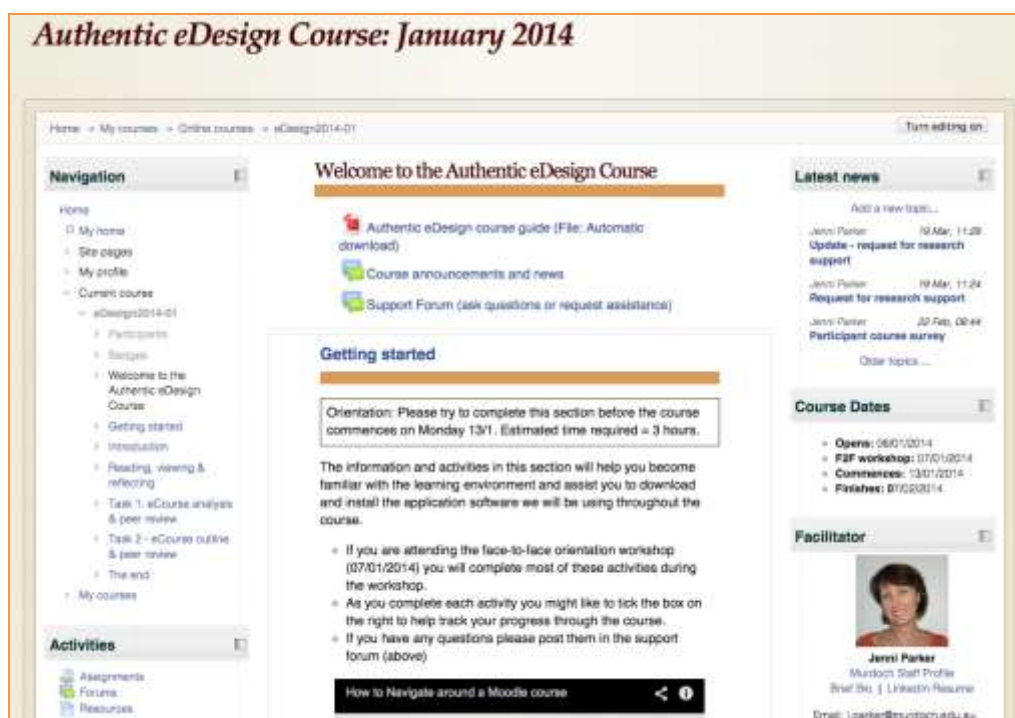 Authentic eDesign Course: January 2014
Home
My courses
Online courses
eDesign2014-01
Turn editing on
Navigation
Home
My home
Site pages
My profile
Current course
eDesign2014-01
Participants
Badges
Welcome to the
Authentic eDesign
Course
Getting started
Introduction
Reading, viewing &
reflecting
Task 1: eCourse analysis
& peer review
Task 2 - eCourse outline
& peer review
The end
My courses
Activities
Assignments
Forums
Resources
Welcome to the Authentic eDesign Course
Authentic eDesign course guide (File: Automatic
download)
Course announcements and news
Support Forum (ask questions or request assistance)
Getting started
Orientation: Please try to complete this section before the course
commences on Monday 13/1. Estimated time required = 3 hours.
The information and activities in this section will help you become
familiar with the learning environment and assist you to download
and install the application software we will be using throughout the
course.
If you are attending the face-to-face orientation workshop
(07/01/2014) you will complete most of these activities during
the workshop.
As you complete each activity you might like to tick the box on
the right to help track your progress through the course.
If you have any questions please post them in the support
forum (above)
How to Navigate around a Moodle course
Latest news
Add a new topic...
Jenni Parker 19 Mar, 11:28
Update - request for research
support
Jenni Parker 19 Mar, 11:24
Request for research support
Jenni Parker 22 Feb, 08:44
Participant course survey
Older topics ...
Course Dates
Opens: 06/01/2014
F2F workshop: 07/01/2014
Commences: 13/01/2014
Finishes: 07/02/2014
Facilitator
Jenni Parker
Murdoch Staff Profile
Brief Bio | LinkedIn Resume
Email: j.parker@murdoch.edu.au